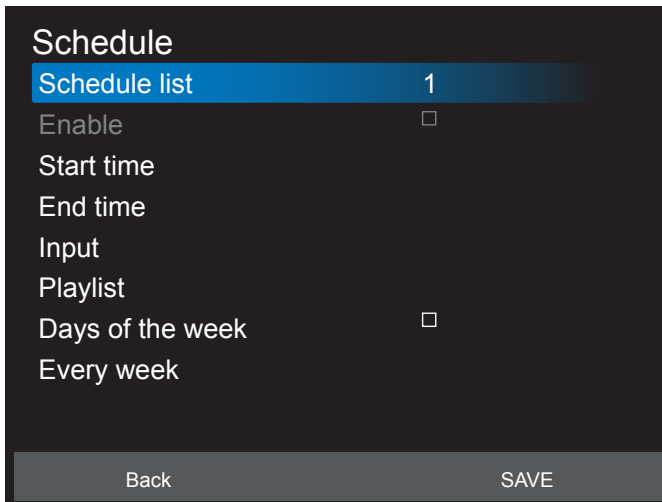 Schedule
Schedule list 1
Enable
Start time
End time
Input
Playlist
Days of the week
Every week
Back SAVE